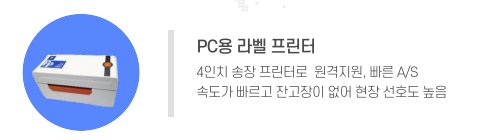 PC용 라벨 프린터
4인치 송장 프린터로 원격지원, 빠른 A/S
속도가 빠르고 잔고장이 없어 현장 선호도 높음